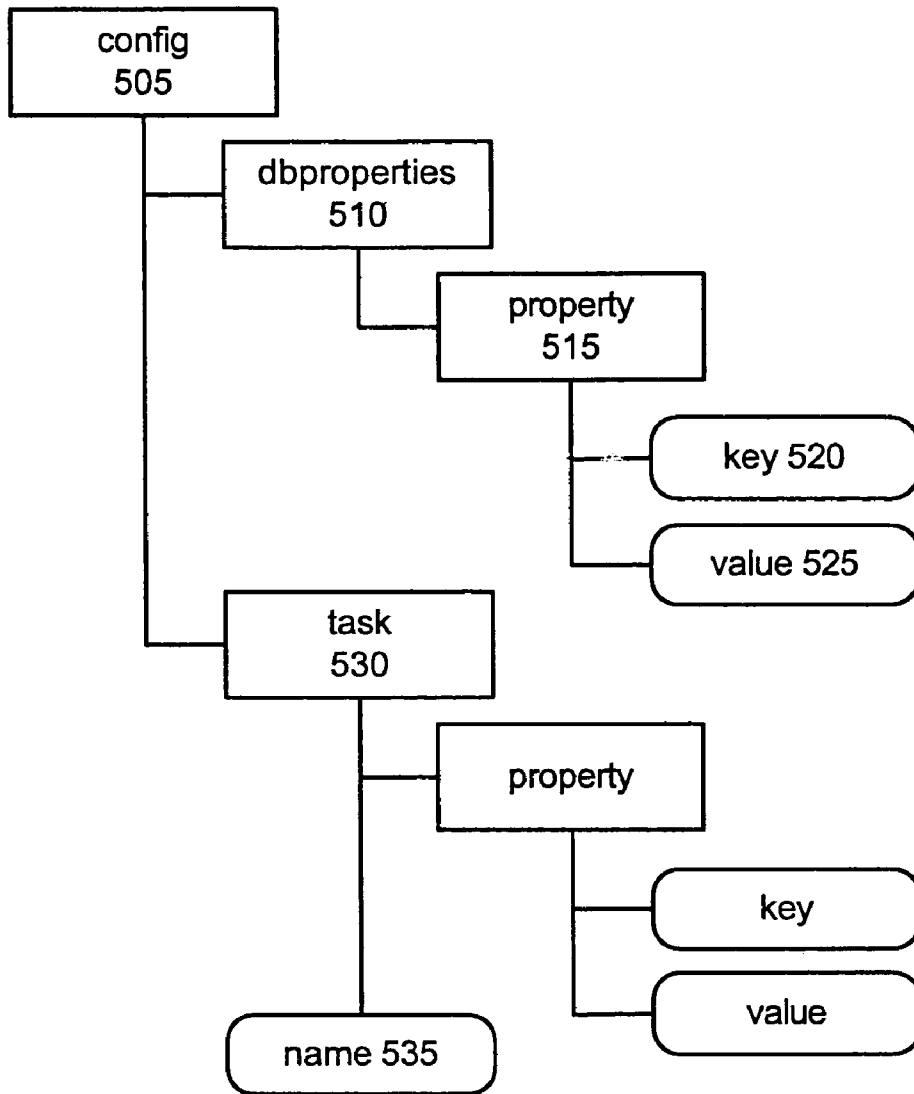 config
505
dbproperties
510
property
515
key 520
value 525
task
530
property
key
value
name 535